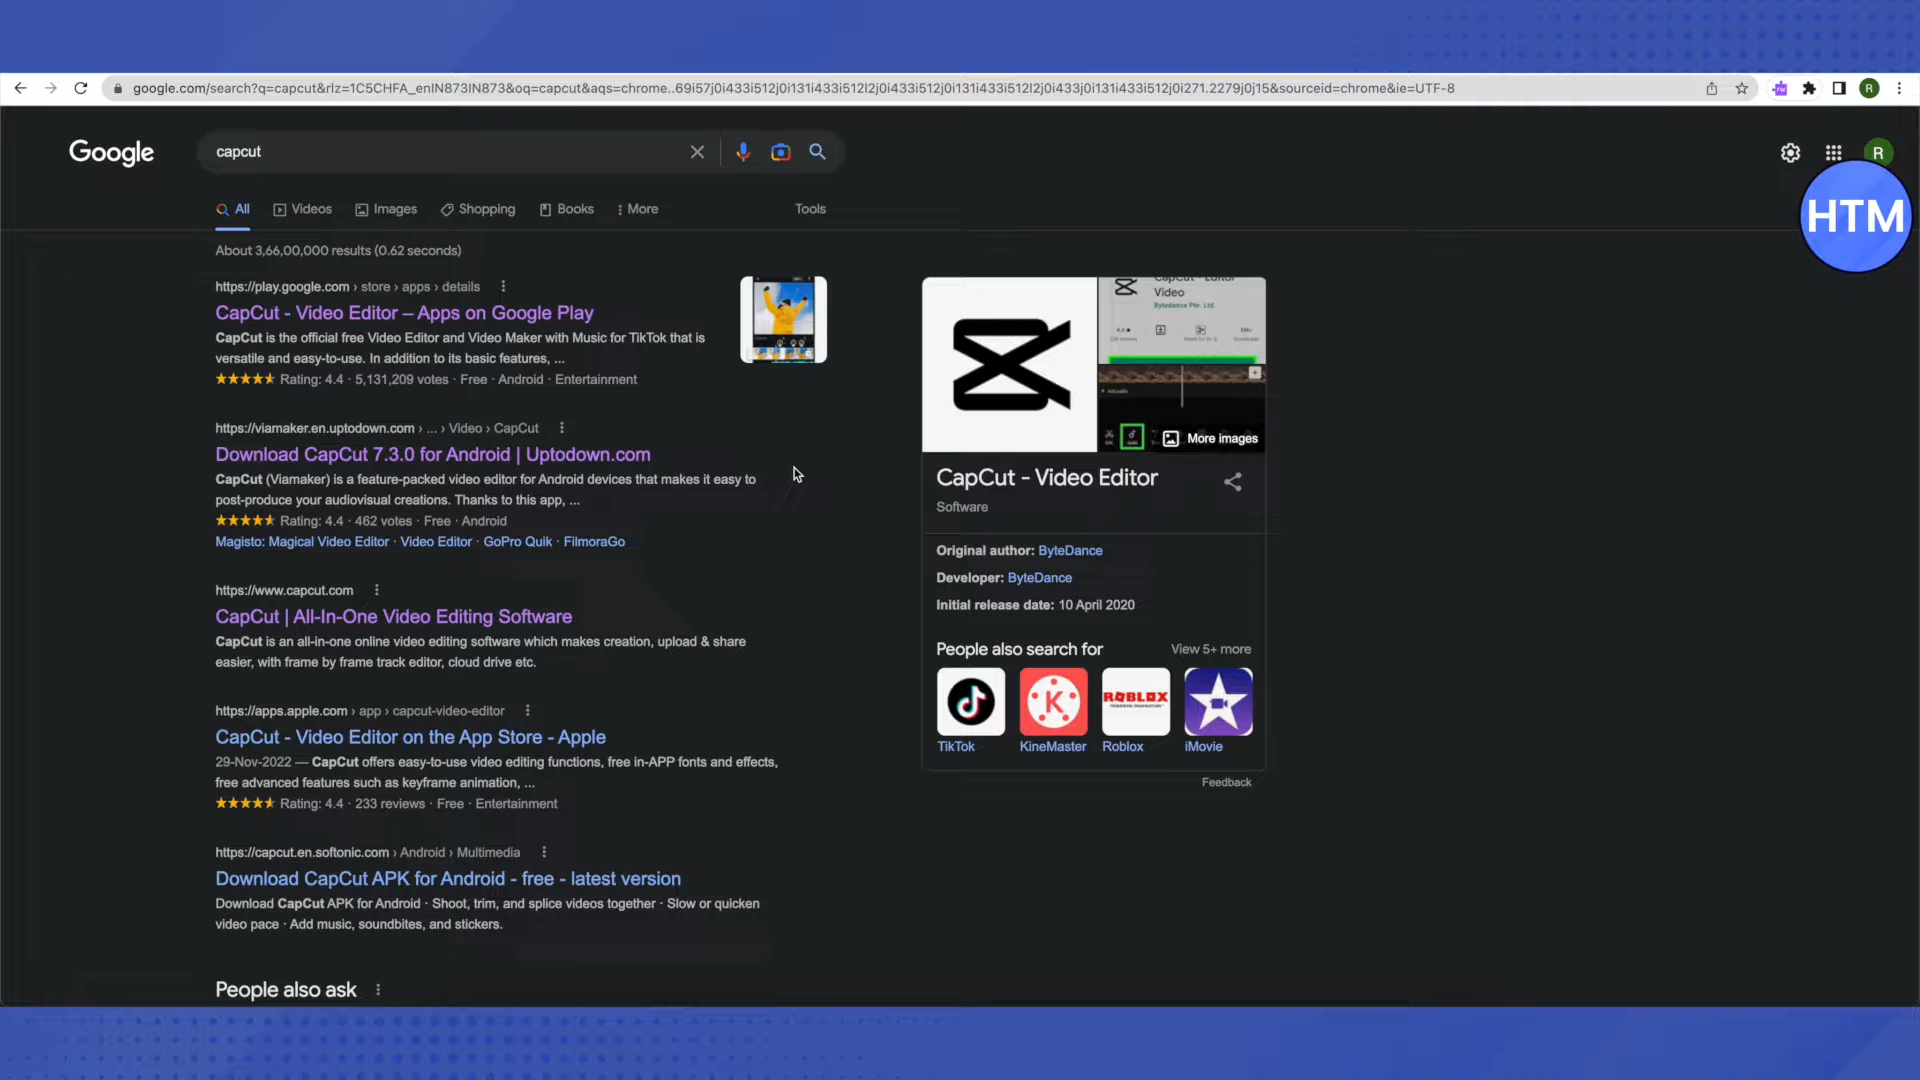 google.com/search?q=capcut&rlz=1C5CHFA_enIN873IN873&oq=capcut&aqs=chrome..69i57j0i433i512j0i131i433i512l2j0i433i512j0i131i433i512l2j0i433j0i131i433i512j0i271.2279j0j15&sourceid=chrome&ie=UTF-8
R
Google
capcut
R
HTM
All
Videos
Images
Shopping
Books
More
Tools
About 3,66,00,000 results (0.62 seconds)
https://play.google.com › store › apps › details
CapCut - Video Editor – Apps on Google Play
CapCut is the official free Video Editor and Video Maker with Music for TikTok that is
versatile and easy-to-use. In addition to its basic features, ...
Rating: 4.4 · 5,131,209 votes · Free · Android · Entertainment
https://viamaker.en.uptodown.com › ... › Video › CapCut
Download CapCut 7.3.0 for Android | Uptodown.com
CapCut (Viamaker) is a feature-packed video editor for Android devices that makes it easy to
post-produce your audiovisual creations. Thanks to this app, ...
Rating: 4.4 · 462 votes · Free · Android
Magisto: Magical Video Editor · Video Editor · GoPro Quik · FilmoraGo
https://www.capcut.com
CapCut | All-In-One Video Editing Software
CapCut is an all-in-one online video editing software which makes creation, upload & share
easier, with frame by frame track editor, cloud drive etc.
https://apps.apple.com › app › capcut-video-editor
CapCut - Video Editor on the App Store - Apple
29-Nov-2022 — CapCut offers easy-to-use video editing functions, free in-APP fonts and effects,
free advanced features such as keyframe animation, ...
Rating: 4.4 · 233 reviews · Free · Entertainment
https://capcut.en.softonic.com › Android › Multimedia
Download CapCut APK for Android - free - latest version
Download CapCut APK for Android · Shoot, trim, and splice videos together · Slow or quicken
video pace · Add music, soundbites, and stickers.
People also ask
CapCut - Editor
Video
Bytedance Pte. Ltd.
More images
CapCut - Video Editor
Software
Original author: ByteDance
Developer: ByteDance
Initial release date: 10 April 2020
People also search for
View 5+ more
ROBLOX
TikTok
KineMaster
Roblox
iMovie
Feedback